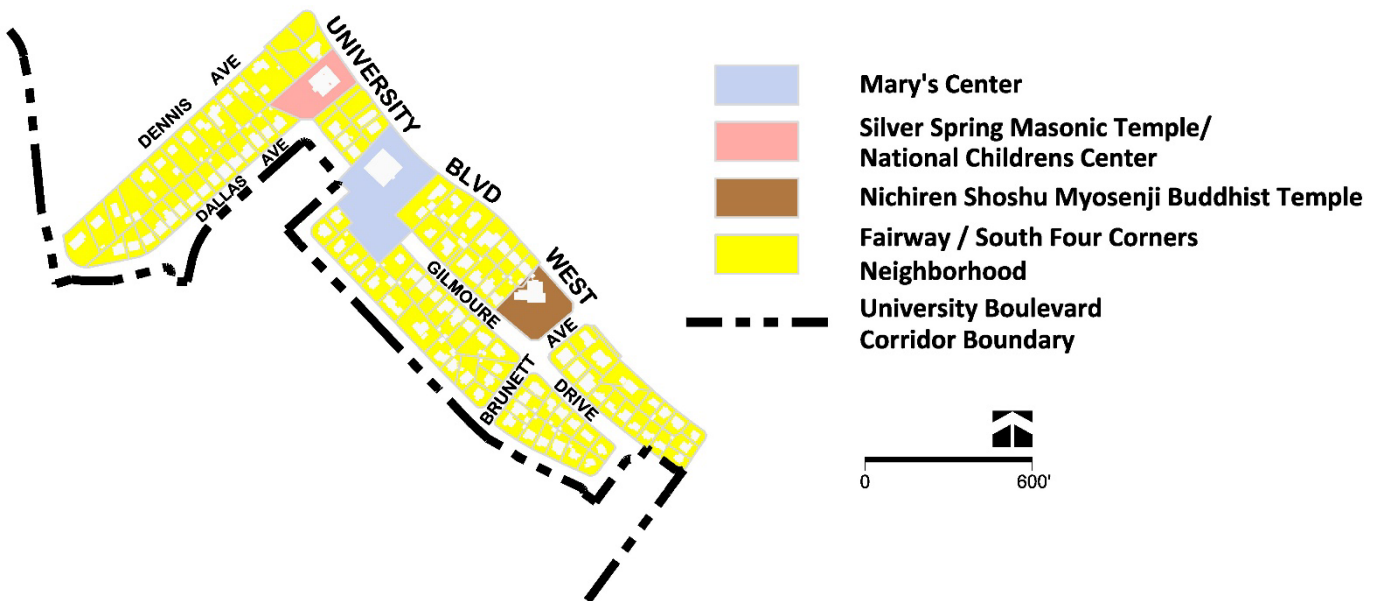 UNIVERSITY
DENNIS AVE
DALLAS AVE
BLVD
WEST
GILMOURE
BRUNETT AVE
DRIVE
Mary's Center
Silver Spring Masonic Temple/
National Childrens Center
Nichiren Shoshu Myosenji Buddhist Temple
Fairway / South Four Corners
Neighborhood
University Boulevard
Corridor Boundary
0 600'